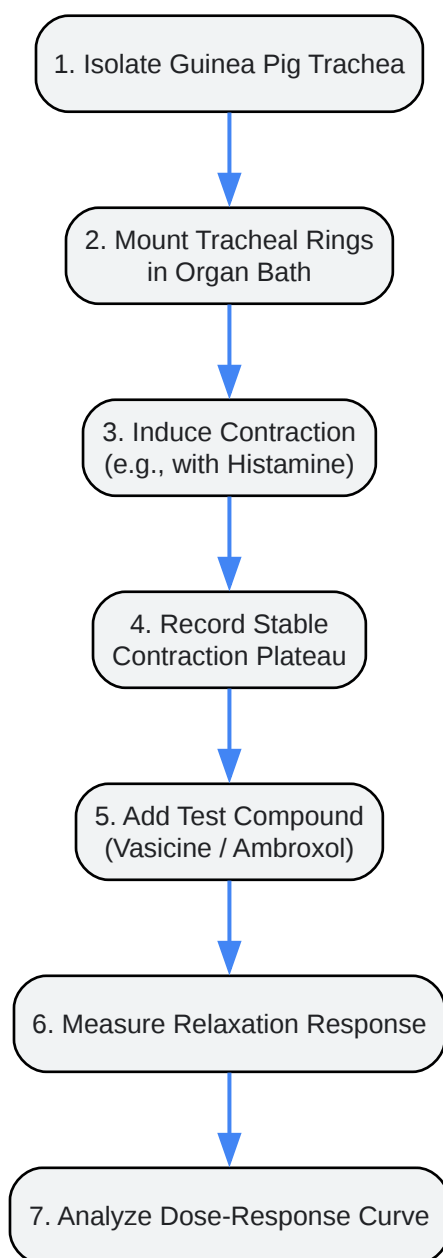 1. Isolate Guinea Pig Trachea
2. Mount Tracheal Rings
in Organ Bath
3. Induce Contraction
(e.g., with Histamine)
4. Record Stable
Contraction Plateau
5. Add Test Compound
(Vasicine / Ambroxol)
6. Measure Relaxation Response
7. Analyze Dose-Response Curve